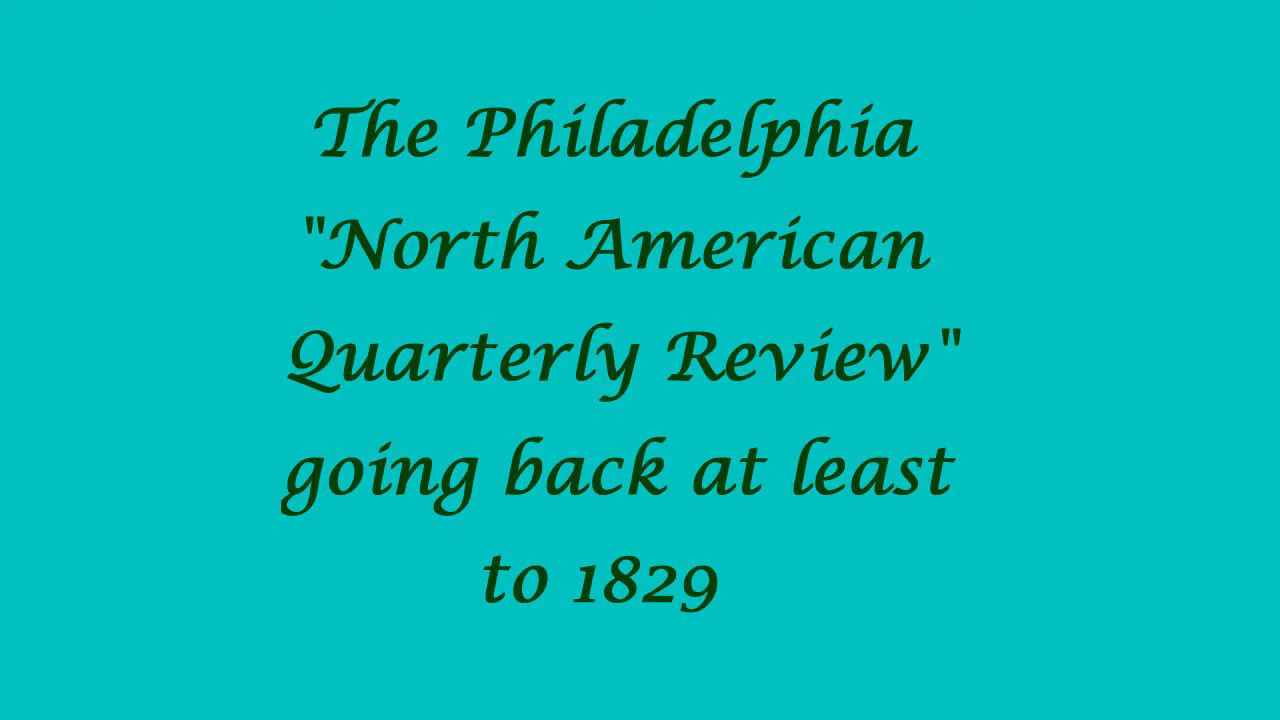 The Philadelphia
"North American
Quarterly Review"
going back at least
to 1829